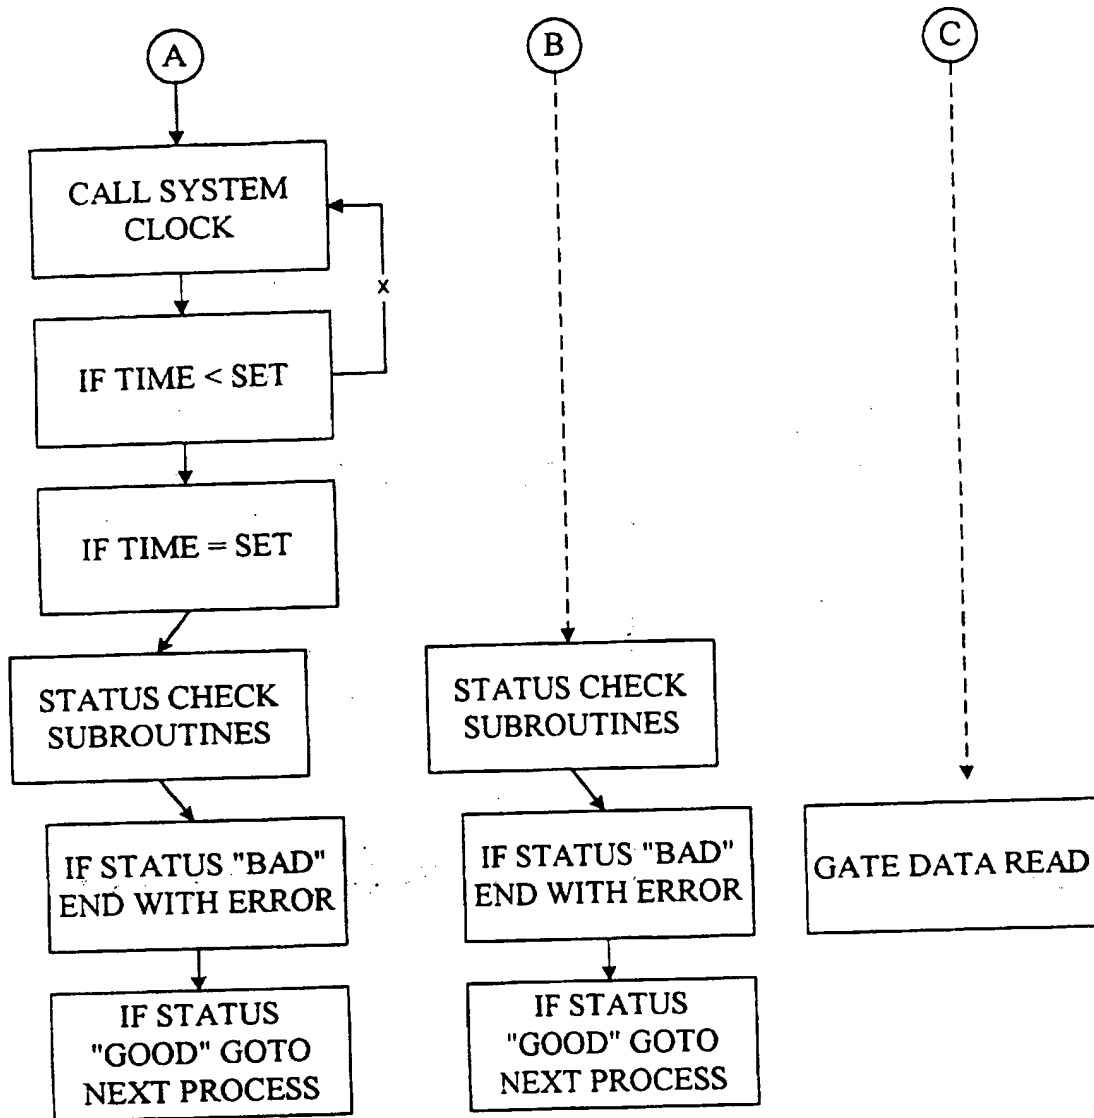 A
B
C
CALL SYSTEM
CLOCK
x
IF TIME < SET
IF TIME = SET
STATUS CHECK
SUBROUTINES
IF STATUS "BAD"
END WITH ERROR
IF STATUS
"GOOD" GOTO
NEXT PROCESS
STATUS CHECK
SUBROUTINES
IF STATUS "BAD"
END WITH ERROR
IF STATUS
"GOOD" GOTO
NEXT PROCESS
GATE DATA READ